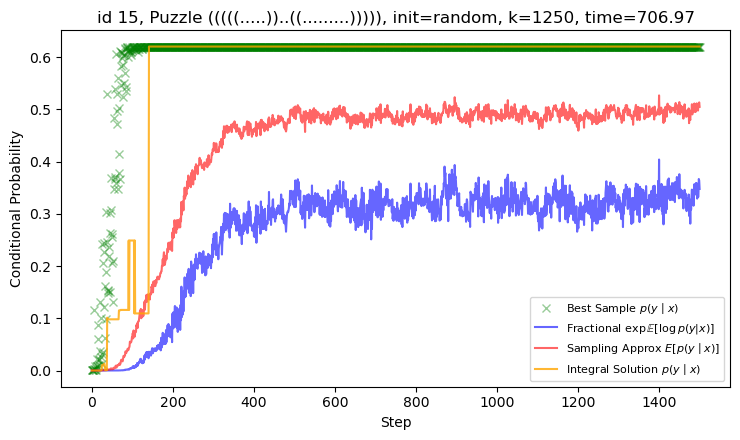 id 15, Puzzle (((((.....))..((.........))))), init=random, k=1250, time=706.97
Conditional Probability
0.6
0.5
0.4
0.3
0.2
0.1
0.0
0
200
400
600
800
1000
1200
1400
Step
Best Sample p(y | x)
Fractional exp 𝔼[log p(y|x)]
Sampling Approx E[p(y | x)]
Integral Solution p(y | x)